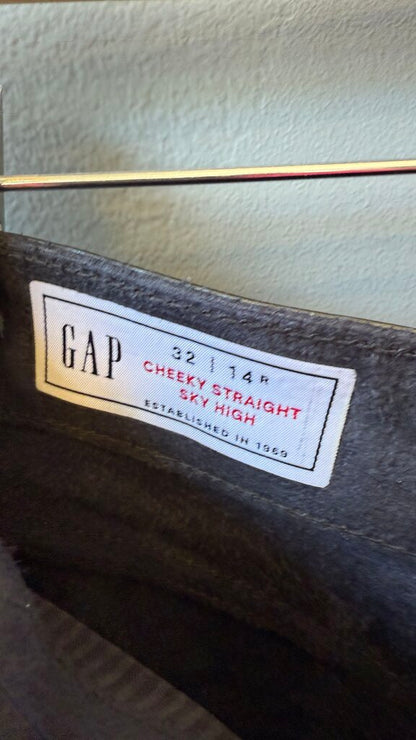 GAP
32 | 14 R
CHEEKY STRAIGHT
SKY HIGH
ESTABLISHED IN 1969